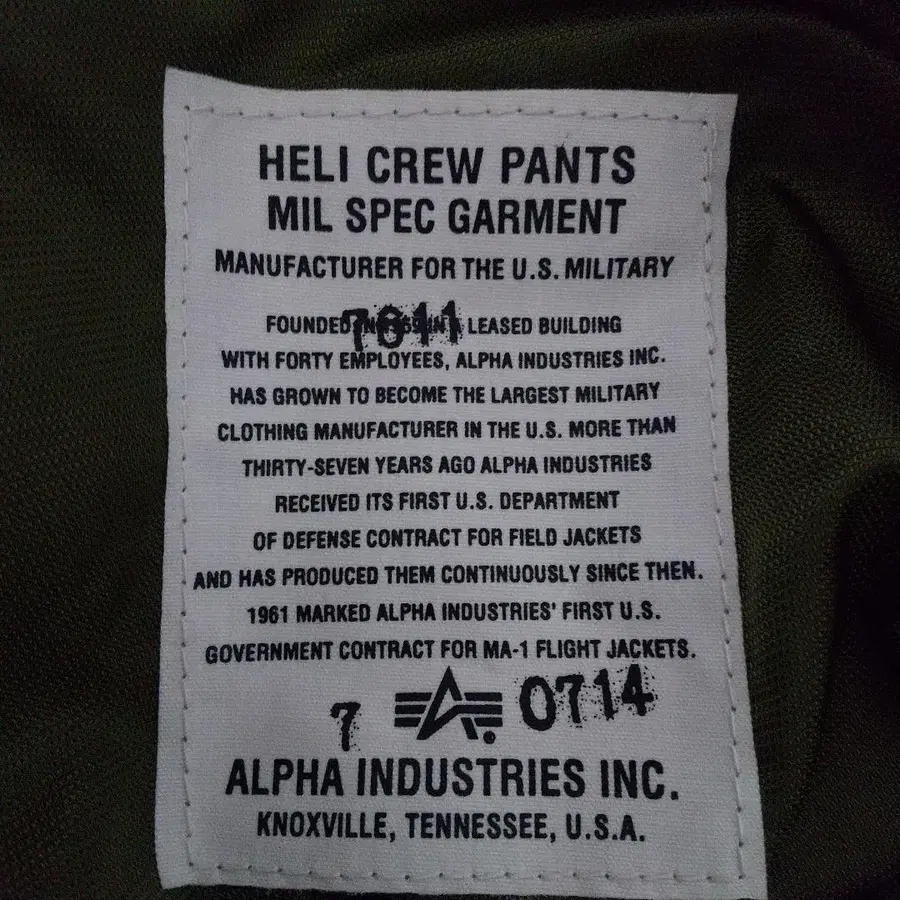 HELI CREW PANTS
MIL SPEC GARMENT
MANUFACTURER FOR THE U.S. MILITARY
7611
FOUNDED LEASED BUILDING
WITH FORTY EMPLOYEES, ALPHA INDUSTRIES INC.
HAS GROWN TO BECOME THE LARGEST MILITARY
CLOTHING MANUFACTURER IN THE U.S. MORE THAN
THIRTY-SEVEN YEARS AGO ALPHA INDUSTRIES
RECEIVED ITS FIRST U.S. DEPARTMENT
OF DEFENSE CONTRACT FOR FIELD JACKETS
AND HAS PRODUCED THEM CONTINUOUSLY SINCE THEN.
1961 MARKED ALPHA INDUSTRIES' FIRST U.S.
GOVERNMENT CONTRACT FOR MA-1 FLIGHT JACKETS.
7 0714
ALPHA INDUSTRIES INC.
KNOXVILLE, TENNESSEE, U.S.A.